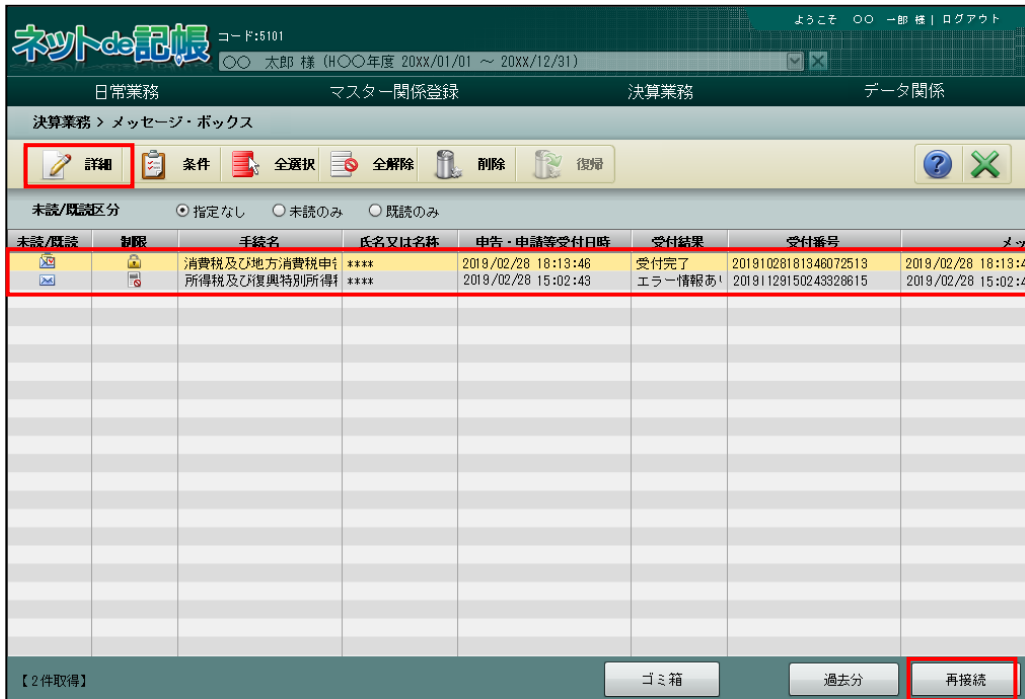 ようこそ 〇〇 一郎 様 | ログアウト
ネットde記帳 コード:5101
〇〇 太郎 様 (H〇〇年度 20XX/01/01 ～ 20XX/12/31)
日常業務 マスター関係登録 決算業務 データ関係
決算業務 > メッセージ・ボックス
詳細 条件 全選択 全解除 削除 復帰
未読/既読区分 指定なし 未読のみ 既読のみ
未読/既読 制限 手続名 氏名又は名称 申告・申請等受付日時 受付結果 受付番号 メッ
消費税及び地方消費税申告 **** 2019/02/28 18:13:46 受付完了 20191028181346072513 2019/02/28 18:13:4
所得税及び復興特別所得税 **** 2019/02/28 15:02:43 エラー情報あり 20191129150243328615 2019/02/28 15:02:4
【2件取得】 ゴミ箱 過去分 再接続